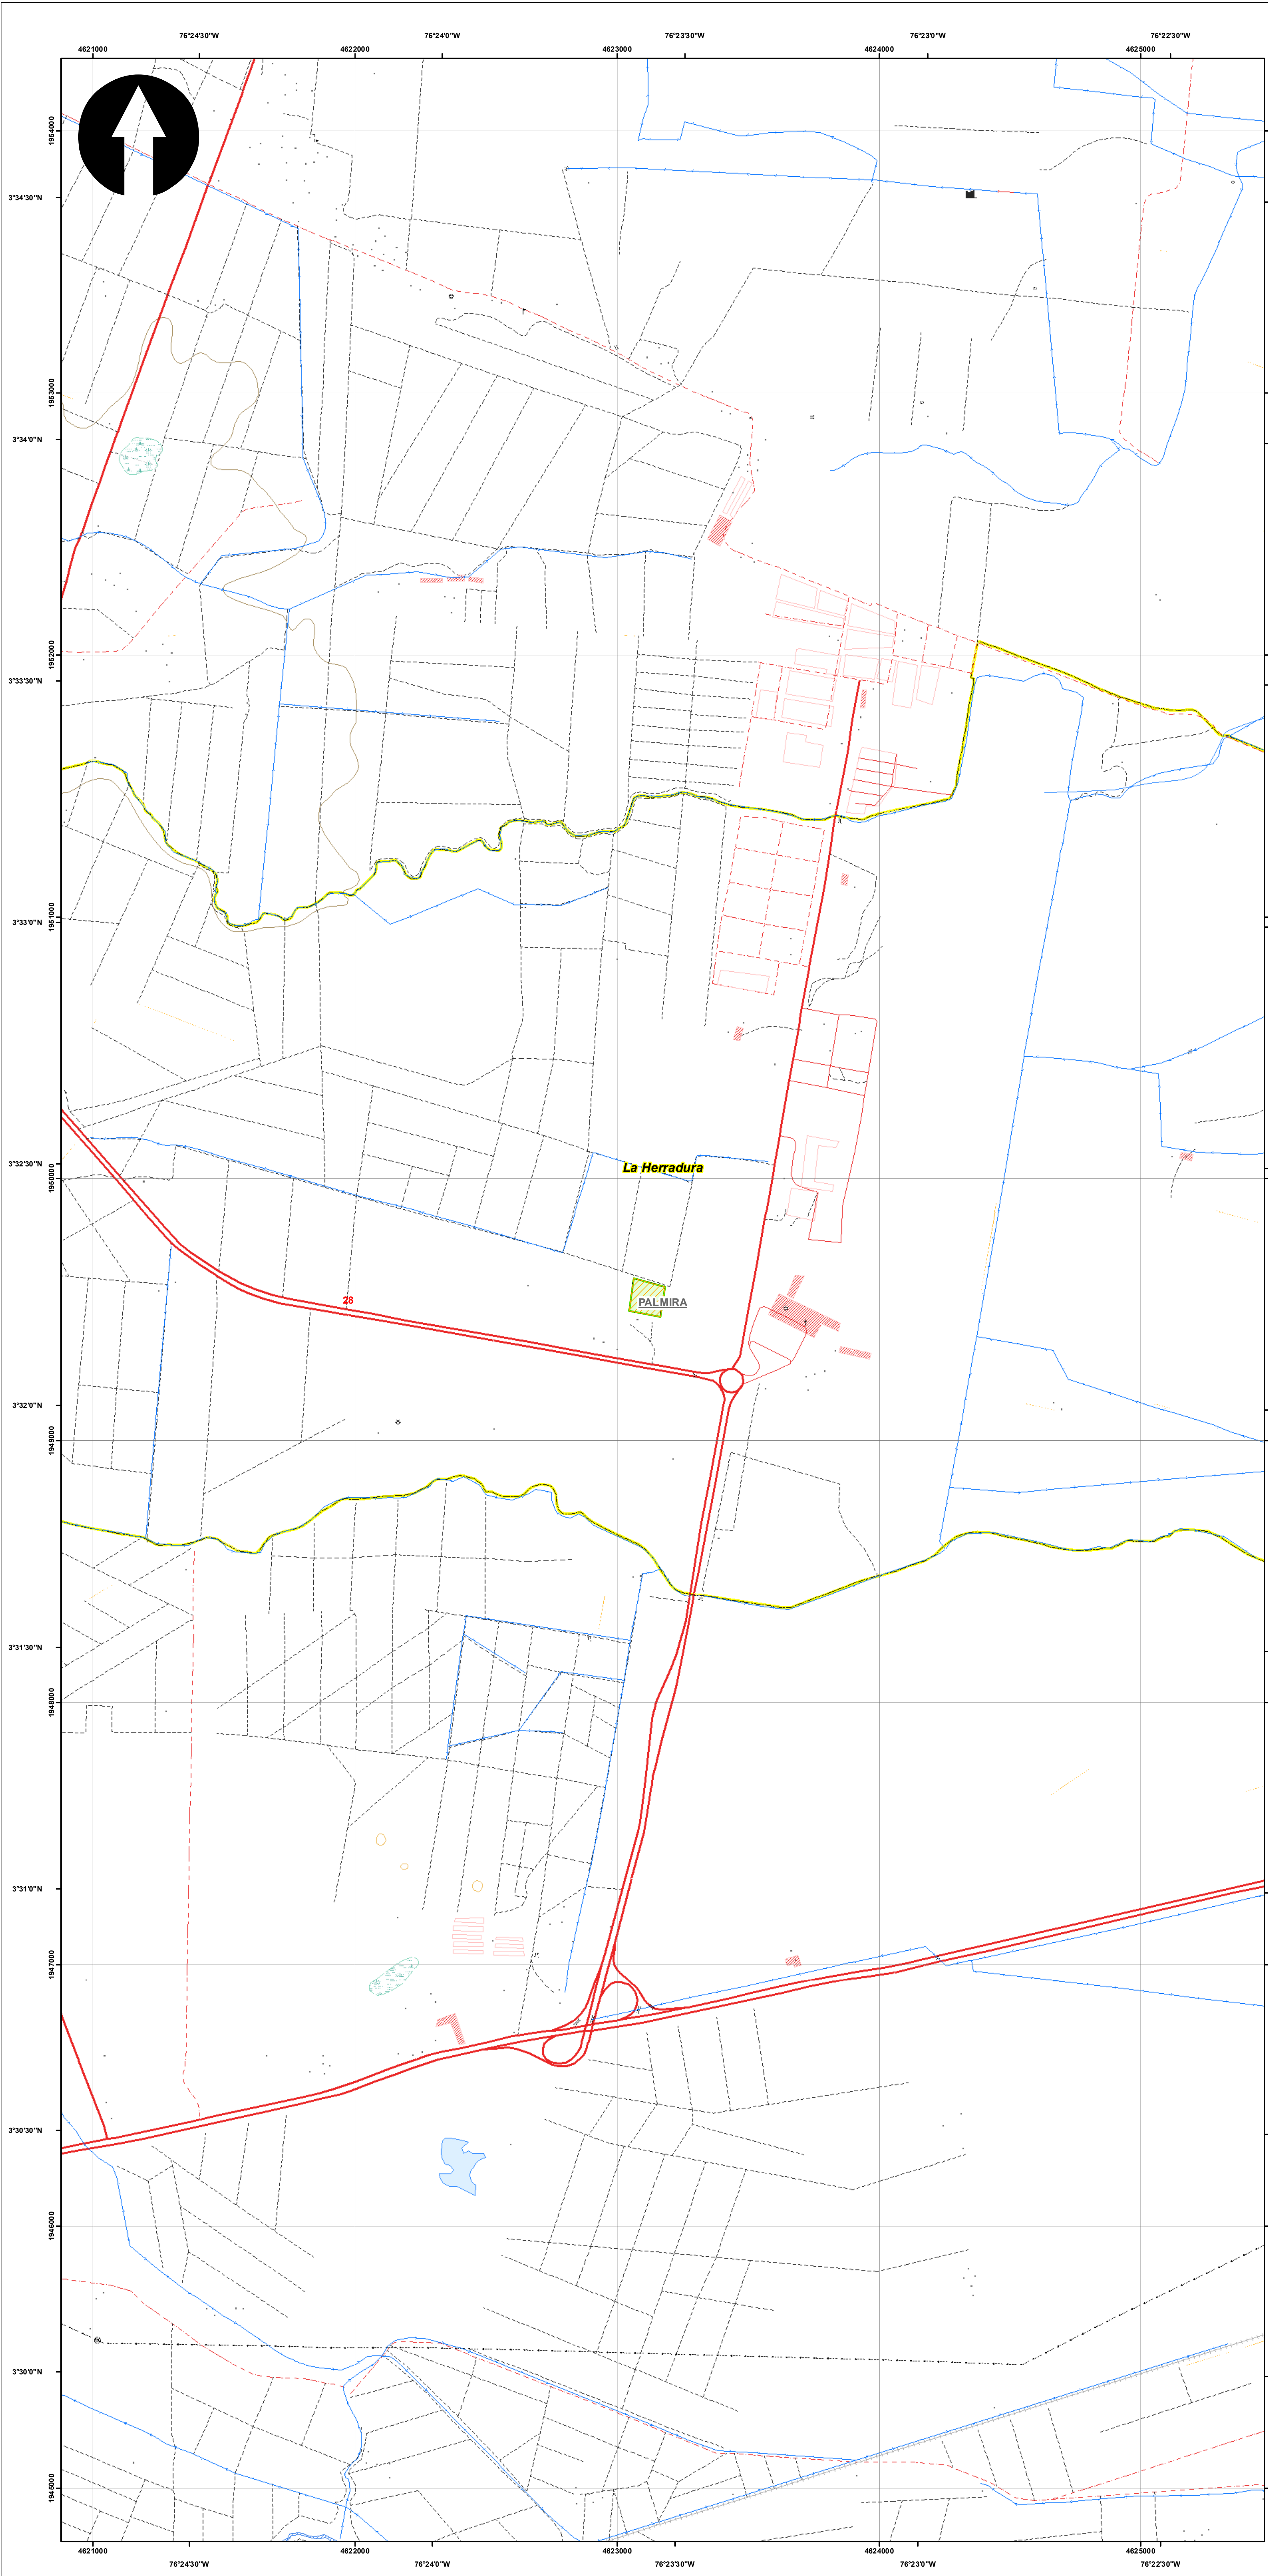 76°24'30"W 76°24'0"W 76°23'30"W 76°23'0"W 76°22'30"W
4621000 4622000 4623000 4624000 4625000
1954000
3°34'30"N
1953000
3°34'0"N
1952000
3°33'30"N
1951000
3°33'0"N
3°32'30"N
La Herradura
1950000
28
PALMIRA
3°32'0"N
1949000
3°31'30"N
1948000
3°31'0"N
1947000
3°30'30"N
1946000
3°30'0"N
1945000
4621000 4622000 4623000 4624000 4625000
76°24'30"W 76°24'0"W 76°23'30"W 76°23'0"W 76°22'30"W